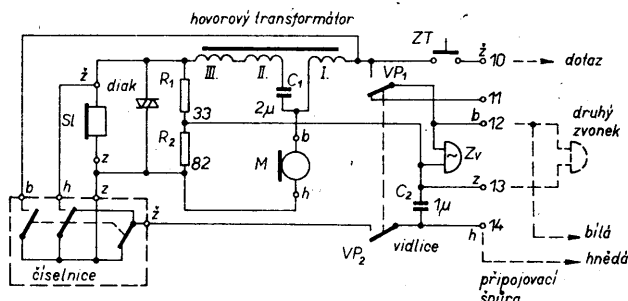 hovorový transformátor
ZT
ž
10
dotaz
ž
diak
R₁
III.
II.
C₁
I.
VP₁
11
33
2μ
b
12
druhý
zvonek
Sl
R₂
b
Zv
z
82
M
z
13
C₂
b
h
z
h
1μ
ž
14
h
VP₂
vidlice
bílá
hnědá
číselnice
připojovací
šňůra